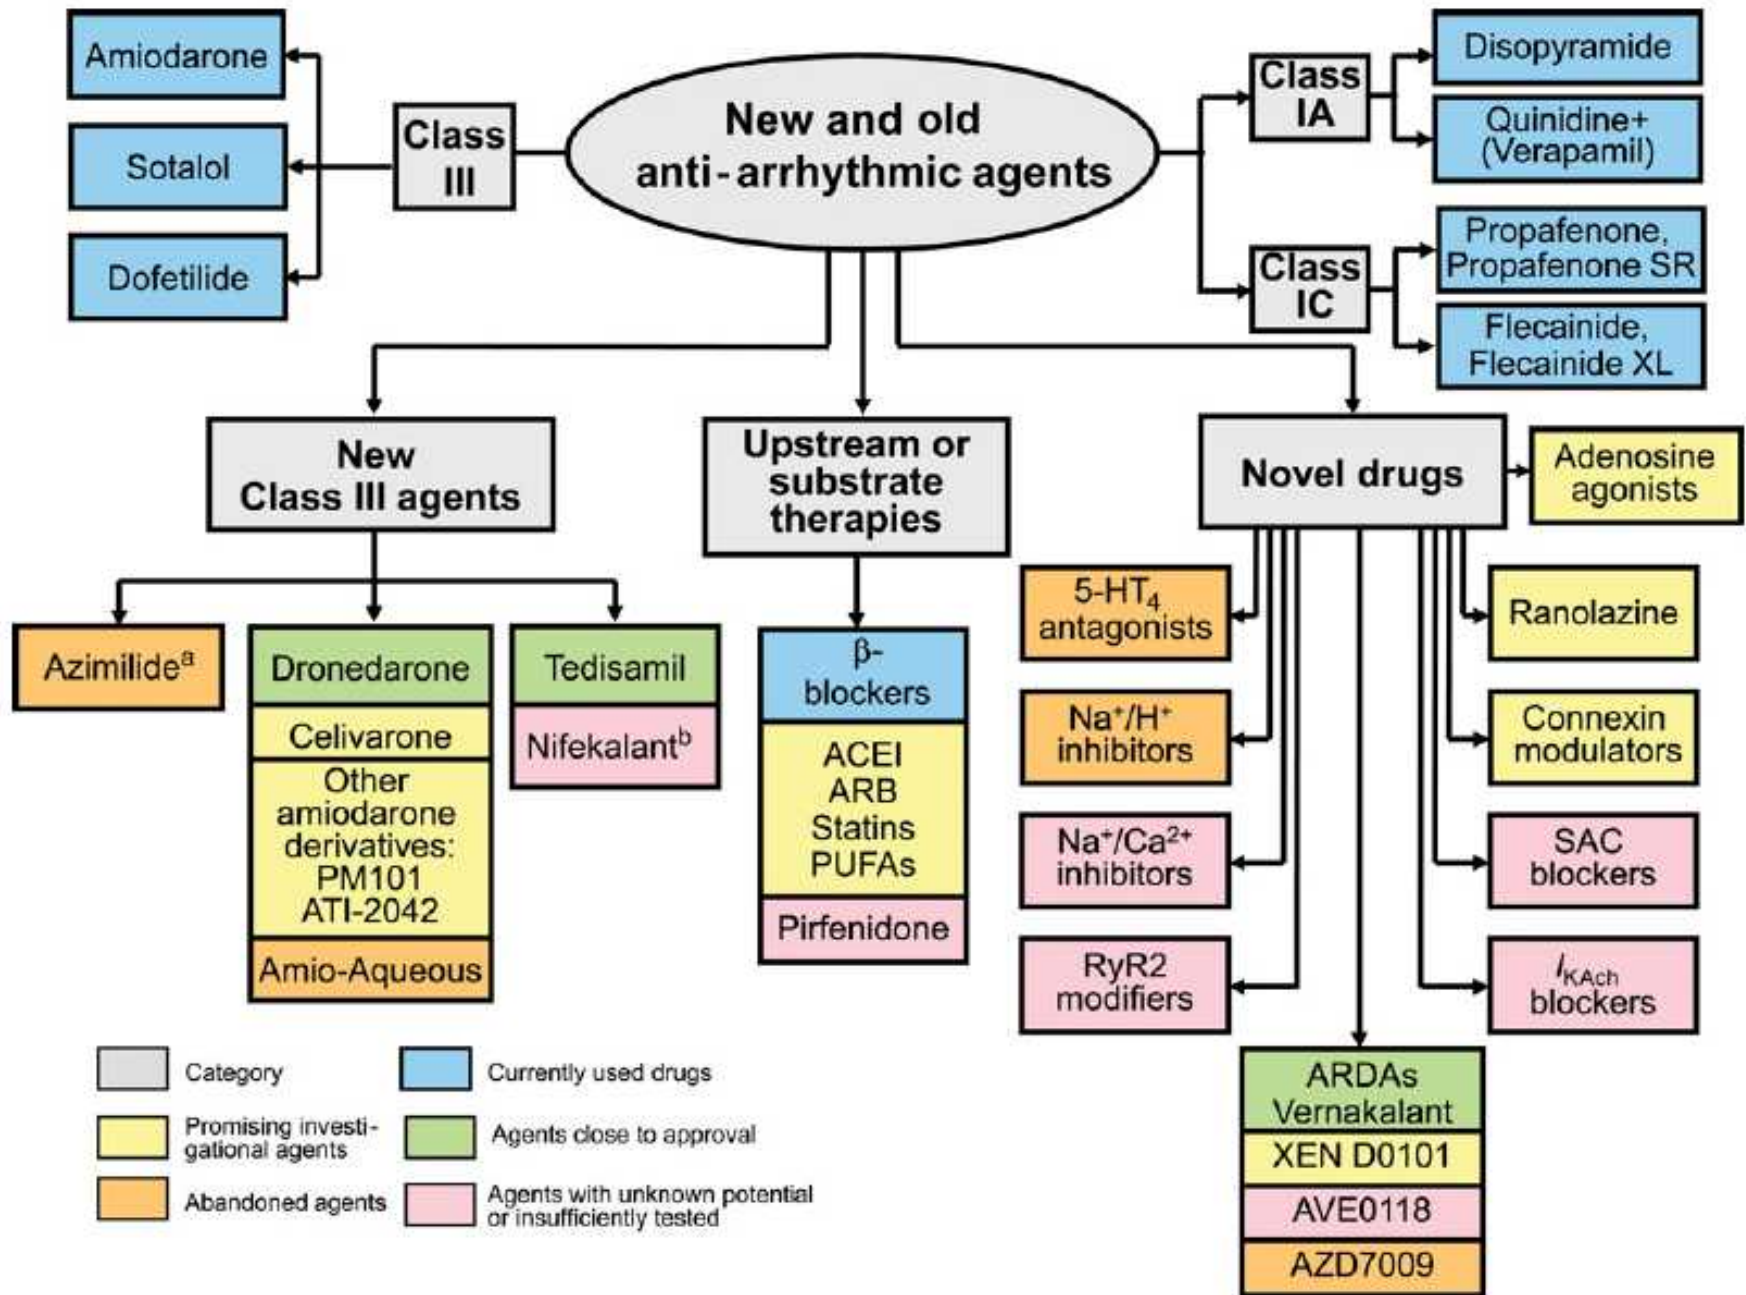 Amiodarone
Sotalol
Dofetilide
Class
III
New and old
anti-arrhythmic agents
Class
IA
Disopyramide
Quinidine+
(Verapamil)
Class
IC
Propafenone,
Propafenone SR
Flecainide,
Flecainide XL
New
Class III agents
Azimilideᵃ
Dronedarone
Celivarone
Other
amiodarone
derivatives:
PM101
ATI-2042
Amio-Aqueous
Tedisamil
Nifekalantᵇ
Upstream or
substrate
therapies
β-
blockers
ACEI
ARB
Statins
PUFAs
Pirfenidone
Novel drugs
Adenosine
agonists
5-HT₄
antagonists
Na⁺/H⁺
inhibitors
Na⁺/Ca²⁺
inhibitors
RyR2
modifiers
Ranolazine
Connexin
modulators
SAC
blockers
IKAch
blockers
ARDAs
Vernakalant
XEN D0101
AVE0118
AZD7009
Category
Currently used drugs
Promising investi-
gational agents
Agents close to approval
Abandoned agents
Agents with unknown potential
or insufficiently tested